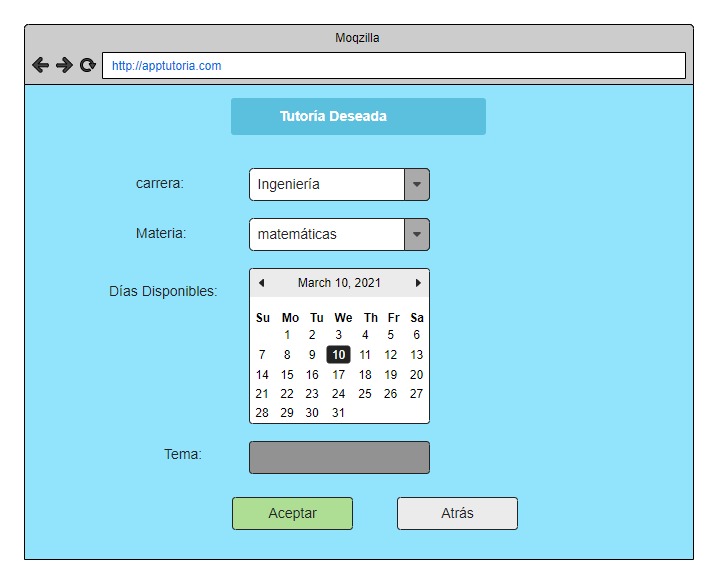 Moqzilla
http://apptutoria.com
Tutoría Deseada
carrera: Ingeniería
Materia: matemáticas
Días Disponibles:
March 10, 2021
Su Mo Tu We Th Fr Sa
1 2 3 4 5 6
7 8 9 10 11 12 13
14 15 16 17 18 19 20
21 22 23 24 25 26 27
28 29 30 31
Tema:
Aceptar Atrás